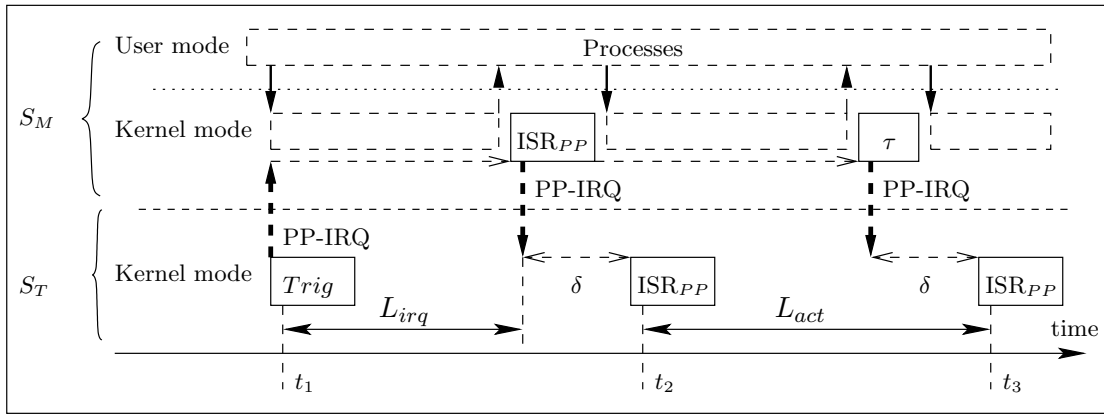 User mode
Processes
S_M
Kernel mode
ISR_PP
τ
PP-IRQ
PP-IRQ
PP-IRQ
Kernel mode
S_T
Trig
δ
ISR_PP
δ
ISR_PP
L_irq
L_act
time
t_1
t_2
t_3